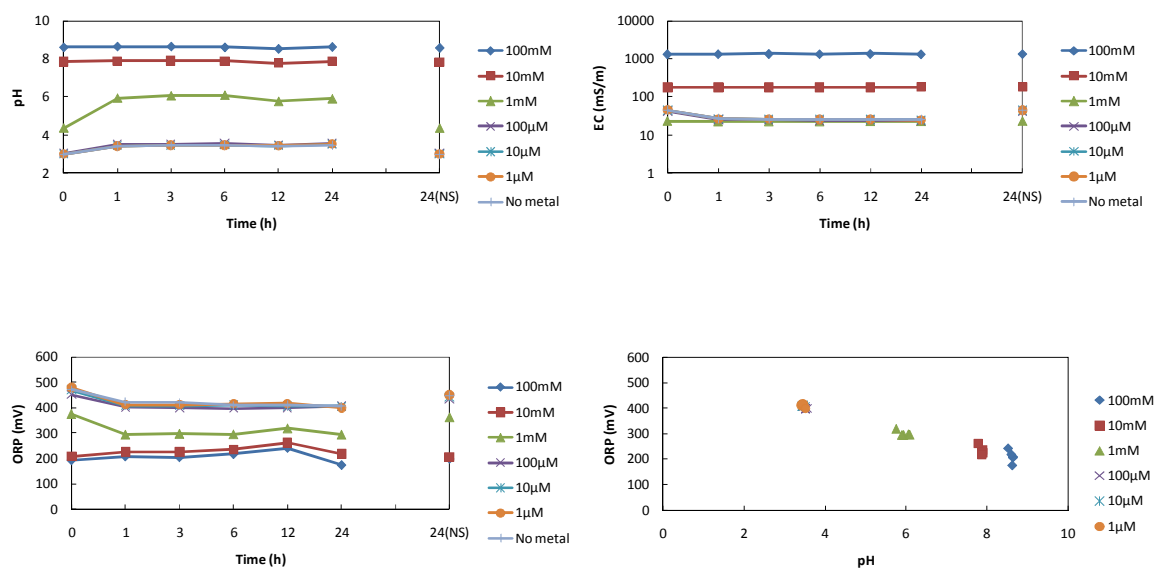 10
8
6
4
2
pH
0 1 3 6 12 24 24(NS)
Time (h)
100mM
10mM
1mM
100μM
10μM
1μM
No metal
10000
1000
100
10
1
EC (mS/m)
0 1 3 6 12 24 24(NS)
Time (h)
100mM
10mM
1mM
100μM
10μM
1μM
No metal
600
500
400
300
200
100
0
ORP (mV)
0 1 3 6 12 24 24(NS)
Time (h)
100mM
10mM
1mM
100μM
10μM
1μM
No metal
600
500
400
300
200
100
0
ORP (mV)
0 2 4 6 8 10
pH
100mM
10mM
1mM
100μM
10μM
1μM